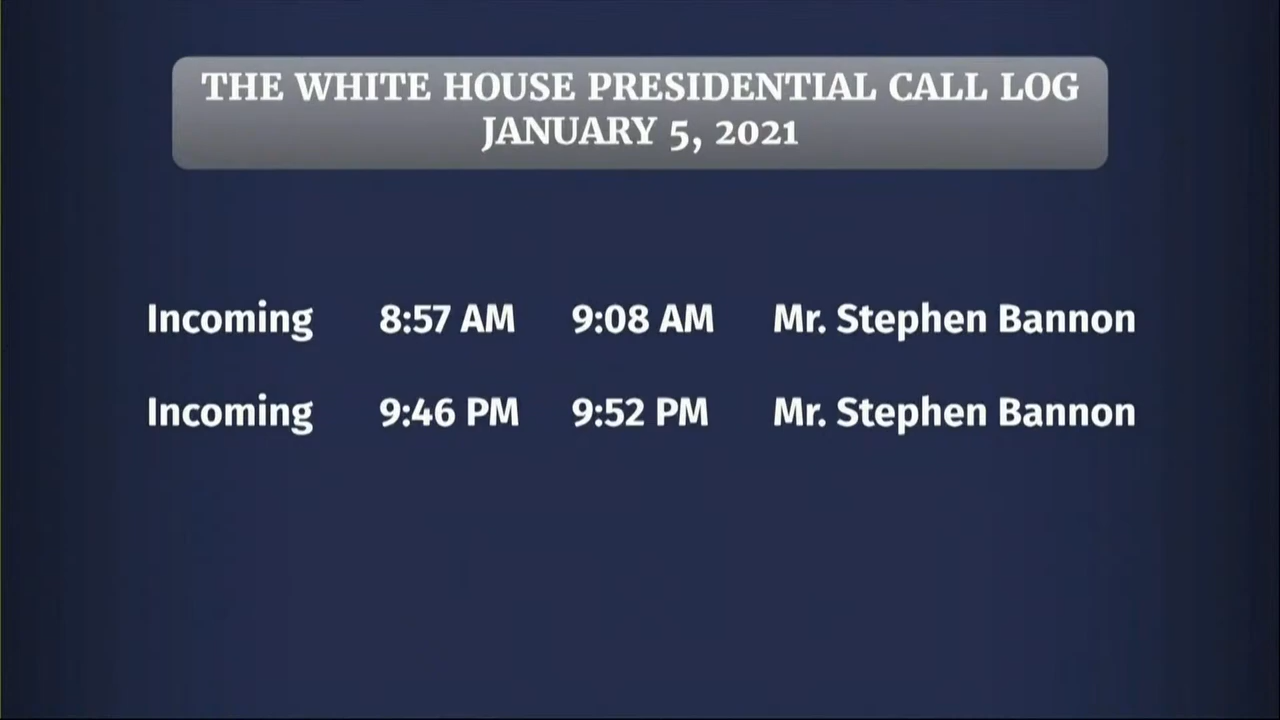 THE WHITE HOUSE PRESIDENTIAL CALL LOG
JANUARY 5, 2021
Incoming 8:57 AM 9:08 AM Mr. Stephen Bannon
Incoming 9:46 PM 9:52 PM Mr. Stephen Bannon